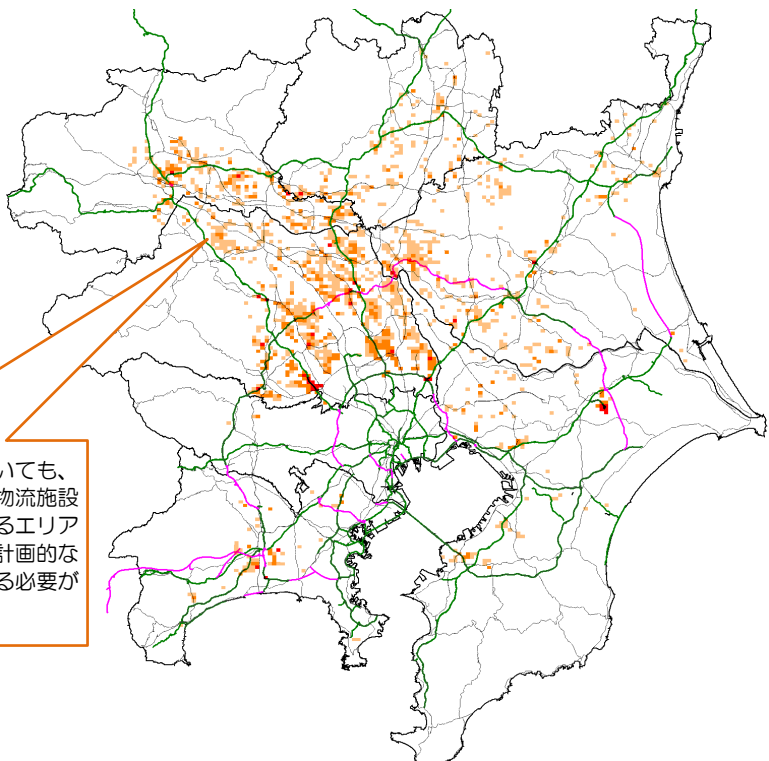 いても、
物流施設
るエリア
計画的な
る必要が